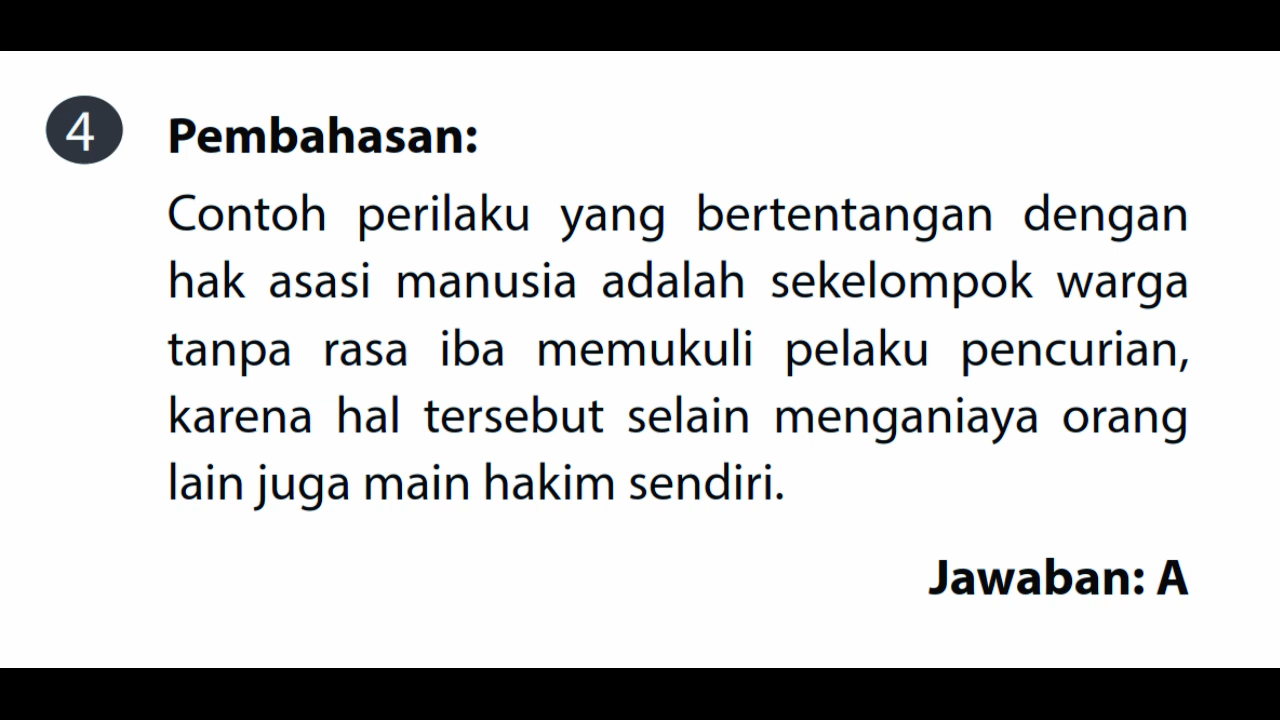 4 Pembahasan:
Contoh perilaku yang bertentangan dengan
hak asasi manusia adalah sekelompok warga
tanpa rasa iba memukuli pelaku pencurian,
karena hal tersebut selain menganiaya orang
lain juga main hakim sendiri.
Jawaban: A